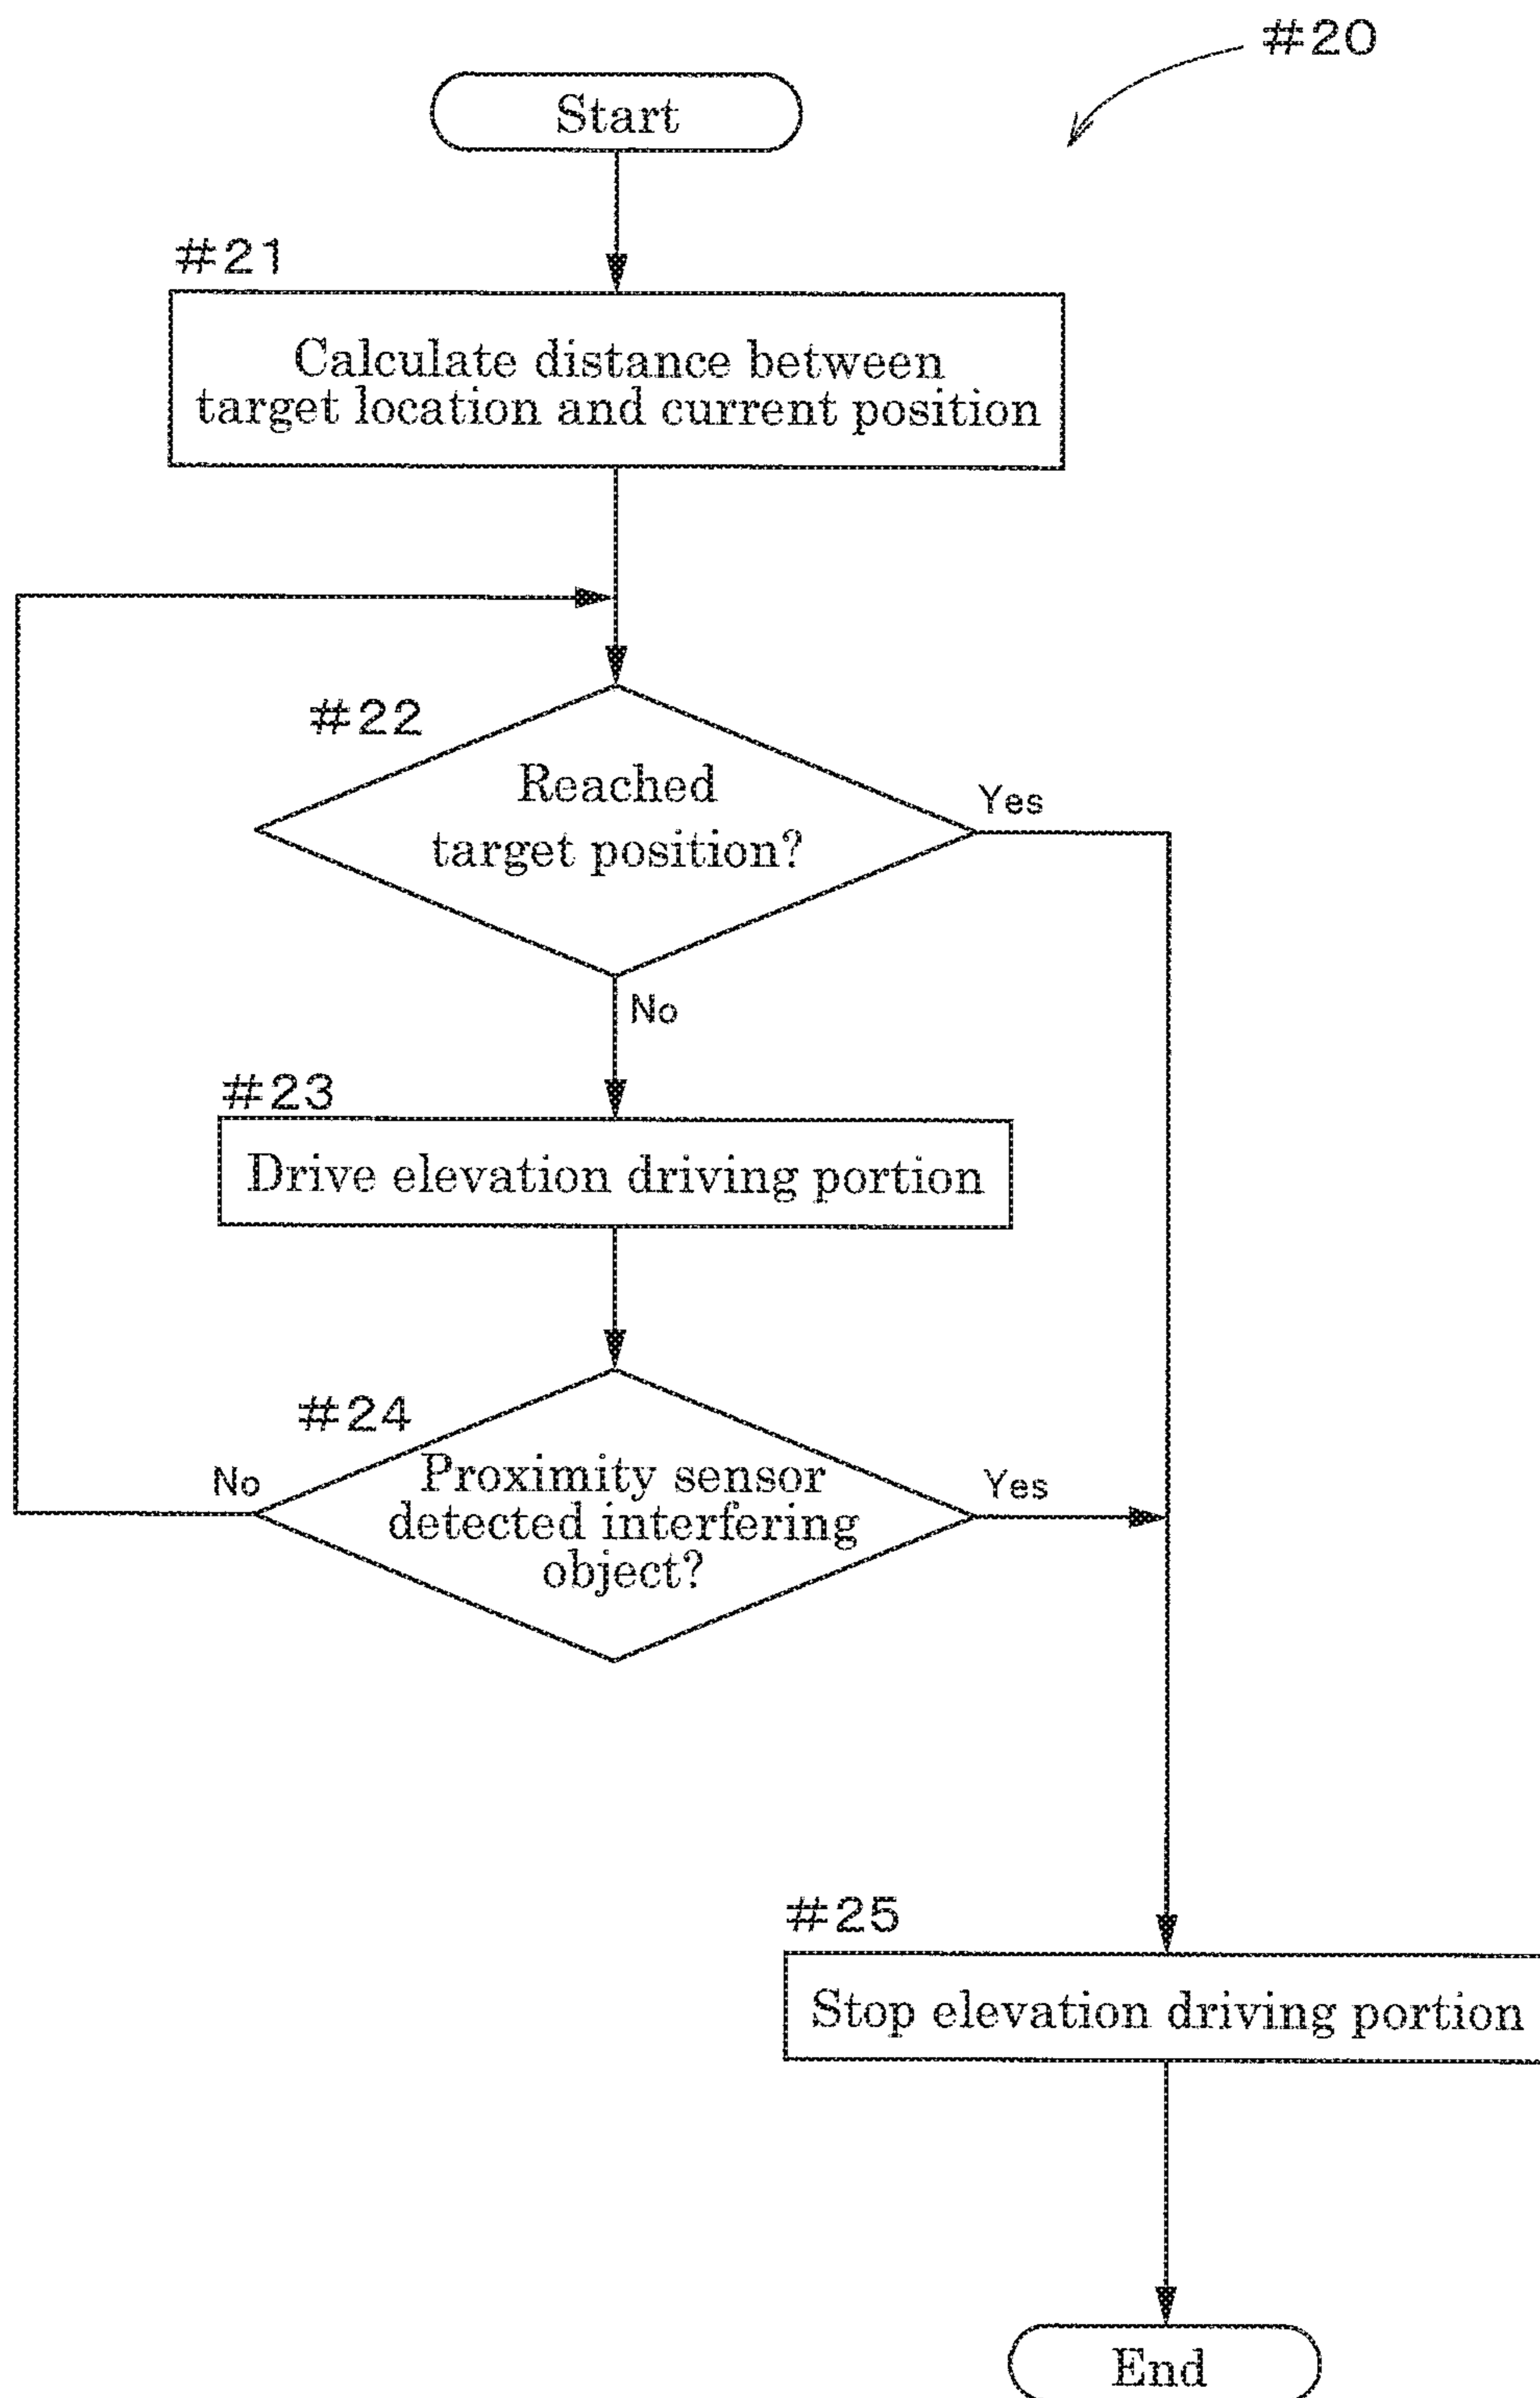 #20
Start
#21
Calculate distance between
target location and current position
#22
Reached
target position?
Yes
No
#23
Drive elevation driving portion
#24
No
Proximity sensor
detected interfering
object?
Yes
#25
Stop elevation driving portion
End